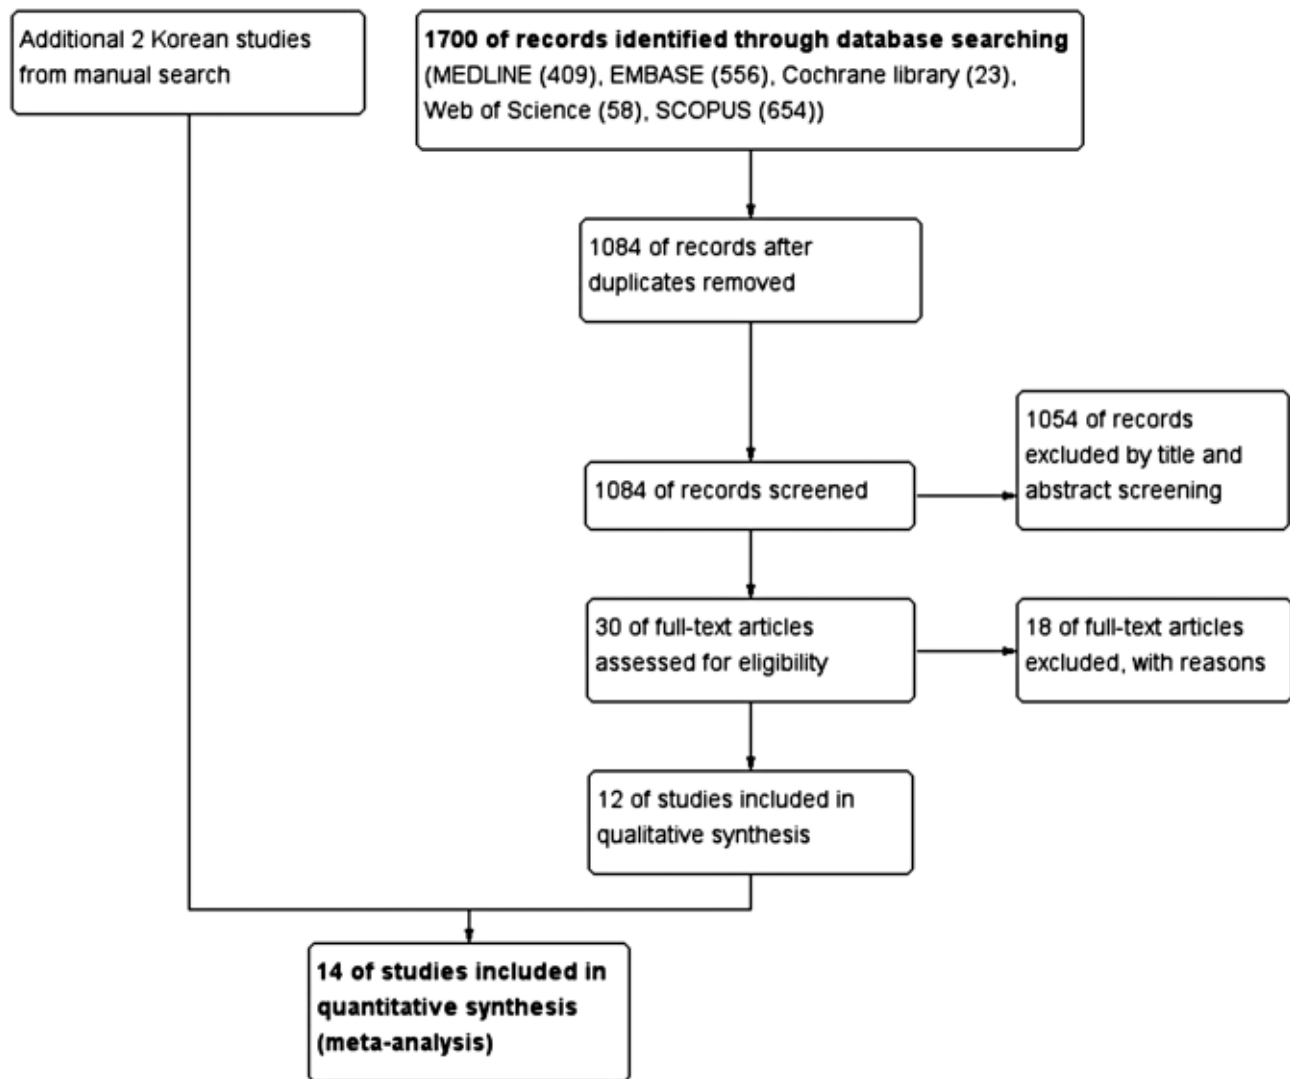 Additional 2 Korean studies
from manual search
1700 of records identified through database searching
(MEDLINE (409), EMBASE (556), Cochrane library (23),
Web of Science (58), SCOPUS (654))
1084 of records after
duplicates removed
1054 of records
excluded by title and
abstract screening
1084 of records screened
30 of full-text articles
assessed for eligibility
18 of full-text articles
excluded, with reasons
12 of studies included in
qualitative synthesis
14 of studies included in
quantitative synthesis
(meta-analysis)